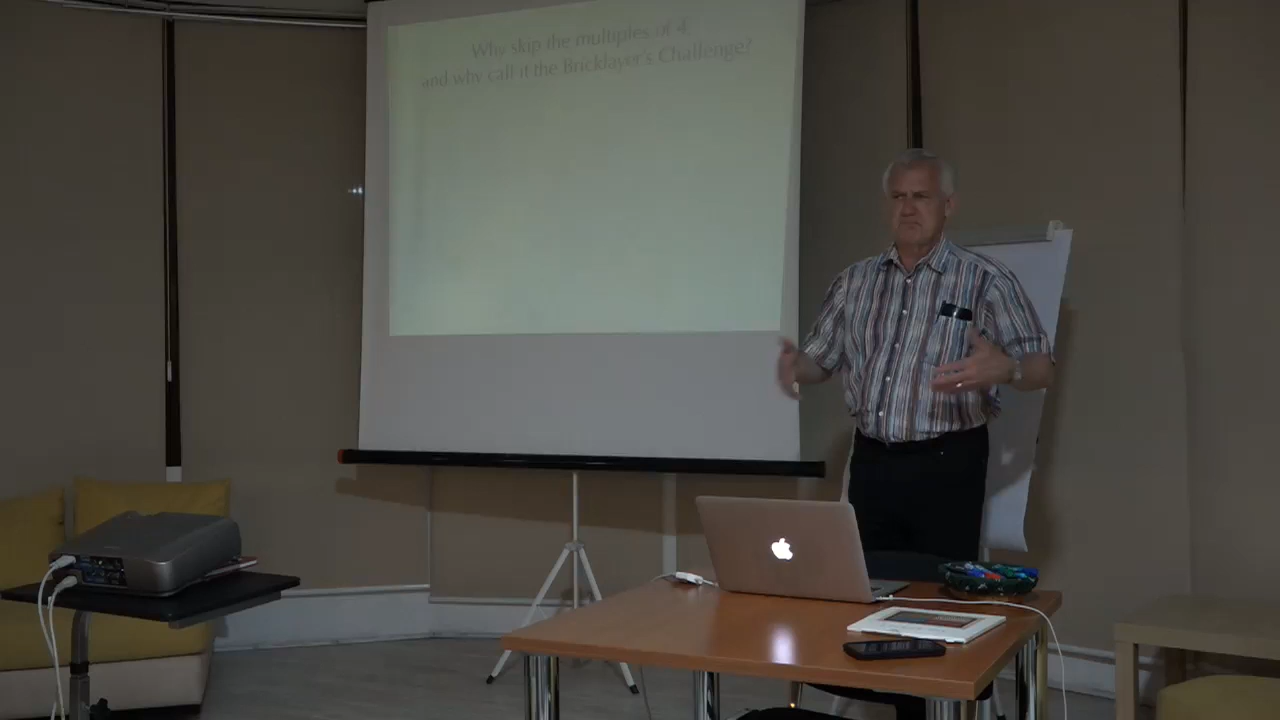 Why skip the multiples of 4
and why call it the Bricklayer's Challenge?